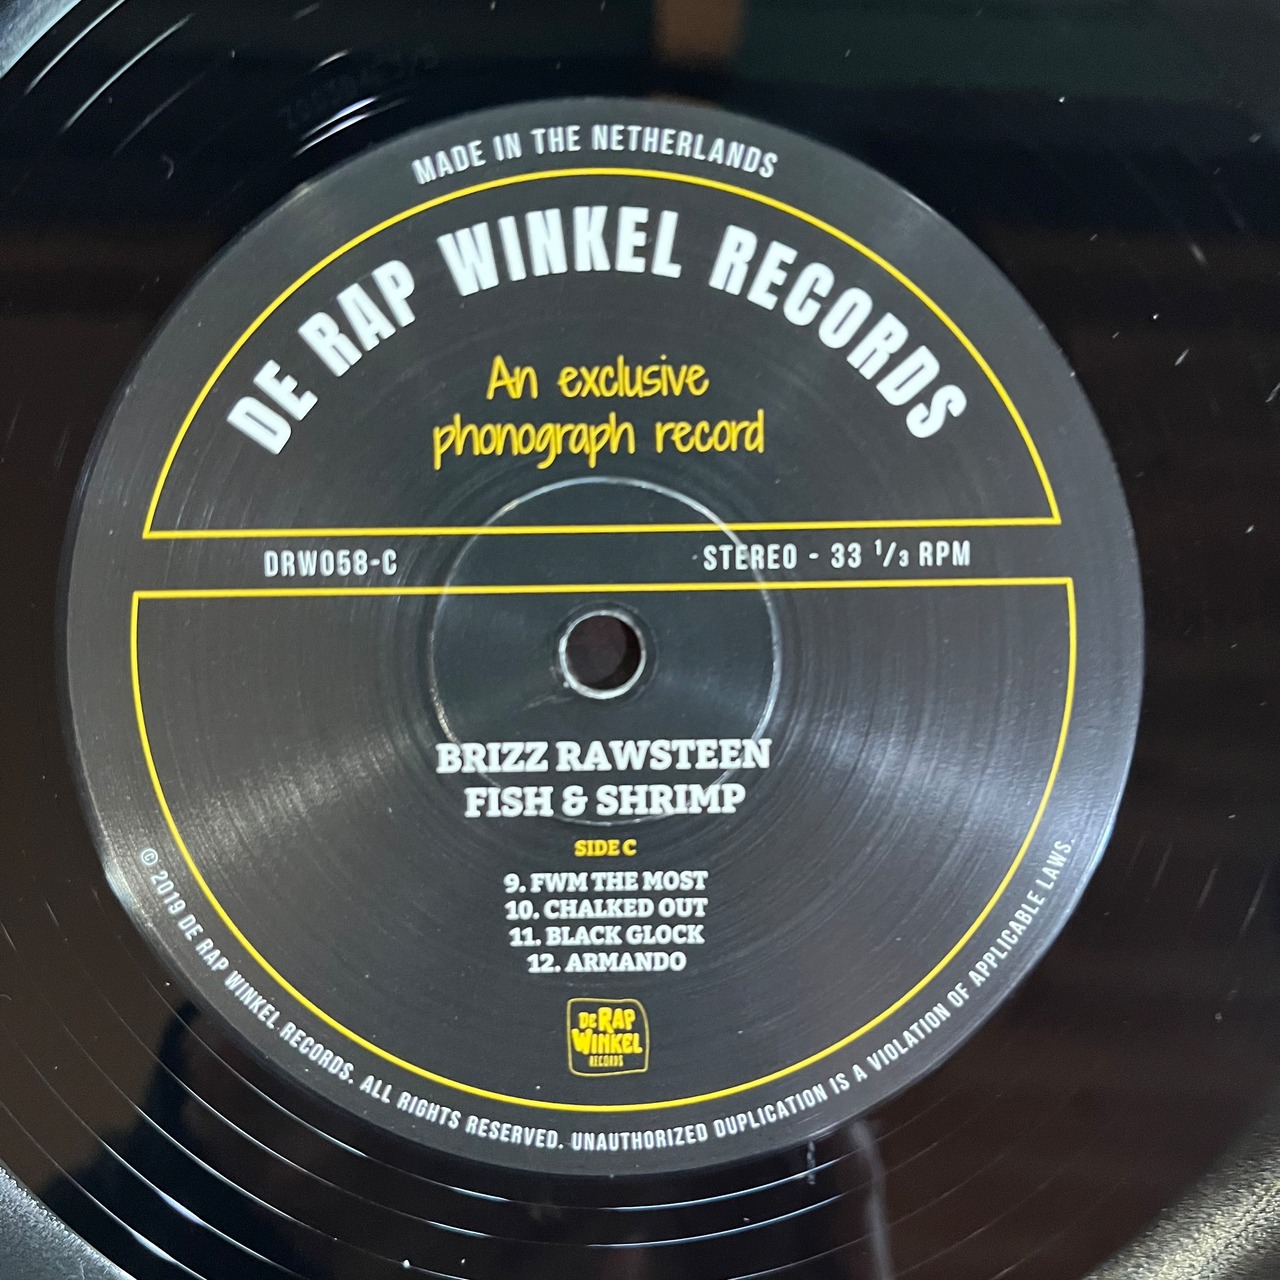 MADE IN THE NETHERLANDS
DE RAP WINKEL RECORDS
An exclusive
phonograph record
DRW058-C
STEREO - 33 ¹/₃ RPM
BRIZZ RAWSTEEN
FISH & SHRIMP
SIDE C
9. FWM THE MOST
10. CHALKED OUT
11. BLACK GLOCK
12. ARMANDO
DE RAP
WINKEL
RECORDS
© 2019 DE RAP WINKEL RECORDS. ALL RIGHTS RESERVED. UNAUTHORIZED DUPLICATION IS A VIOLATION OF APPLICABLE LAWS.